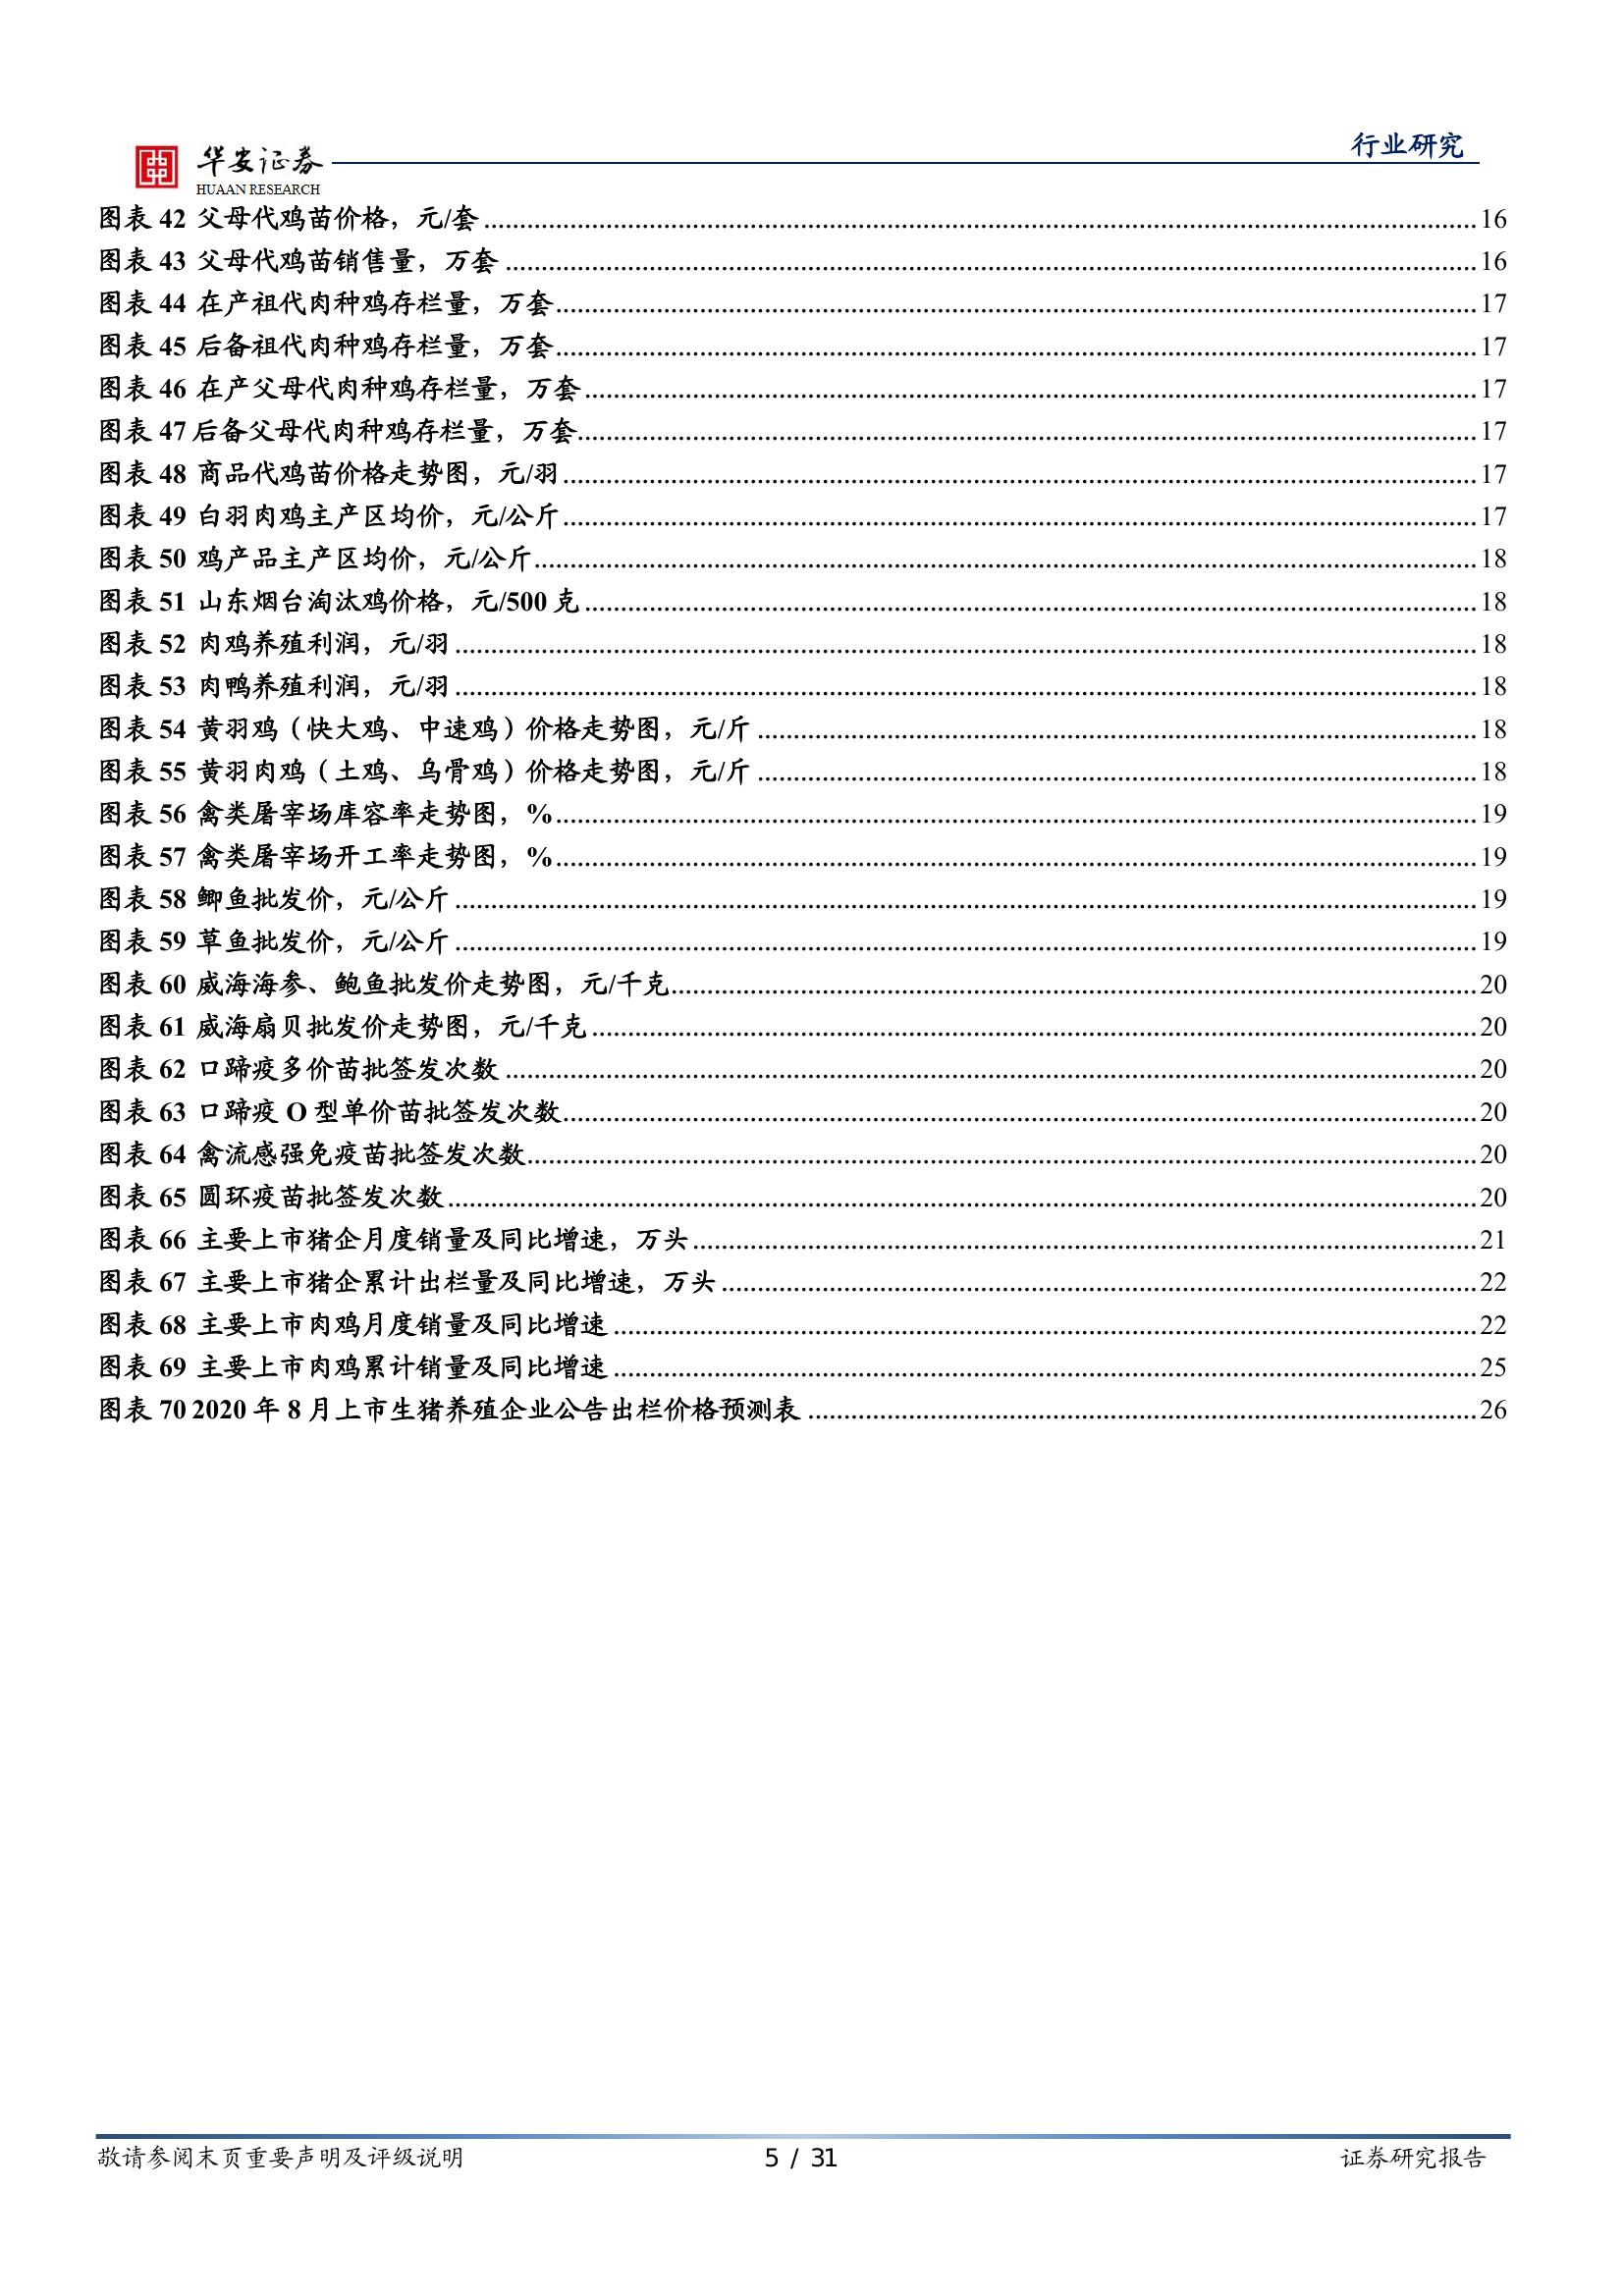 行业研究
华安证券
HUAAN RESEARCH
图表 42 父母代鸡苗价格，元/套 16
图表 43 父母代鸡苗销售量，万套 16
图表 44 在产祖代肉种鸡存栏量，万套 17
图表 45 后备祖代肉种鸡存栏量，万套 17
图表 46 在产父母代肉种鸡存栏量，万套 17
图表 47 后备父母代肉种鸡存栏量，万套 17
图表 48 商品代鸡苗价格走势图，元/羽 17
图表 49 白羽肉鸡主产区均价，元/公斤 17
图表 50 鸡产品主产区均价，元/公斤 18
图表 51 山东烟台淘汰鸡价格，元/500 克 18
图表 52 肉鸡养殖利润，元/羽 18
图表 53 肉鸭养殖利润，元/羽 18
图表 54 黄羽鸡（快大鸡、中速鸡）价格走势图，元/斤 18
图表 55 黄羽肉鸡（土鸡、乌骨鸡）价格走势图，元/斤 18
图表 56 禽类屠宰场库容率走势图，% 19
图表 57 禽类屠宰场开工率走势图，% 19
图表 58 鲫鱼批发价，元/公斤 19
图表 59 草鱼批发价，元/公斤 19
图表 60 威海海参、鲍鱼批发价走势图，元/千克 20
图表 61 威海扇贝批发价走势图，元/千克 20
图表 62 口蹄疫多价苗批签发次数 20
图表 63 口蹄疫 O 型单价苗批签发次数 20
图表 64 禽流感强免疫苗批签发次数 20
图表 65 圆环疫苗批签发次数 20
图表 66 主要上市猪企月度销量及同比增速，万头 21
图表 67 主要上市猪企累计出栏量及同比增速，万头 22
图表 68 主要上市肉鸡月度销量及同比增速 22
图表 69 主要上市肉鸡累计销量及同比增速 25
图表 70 2020 年 8 月上市生猪养殖企业公告出栏价格预测表 26
敬请参阅末页重要声明及评级说明 5 / 31 证券研究报告